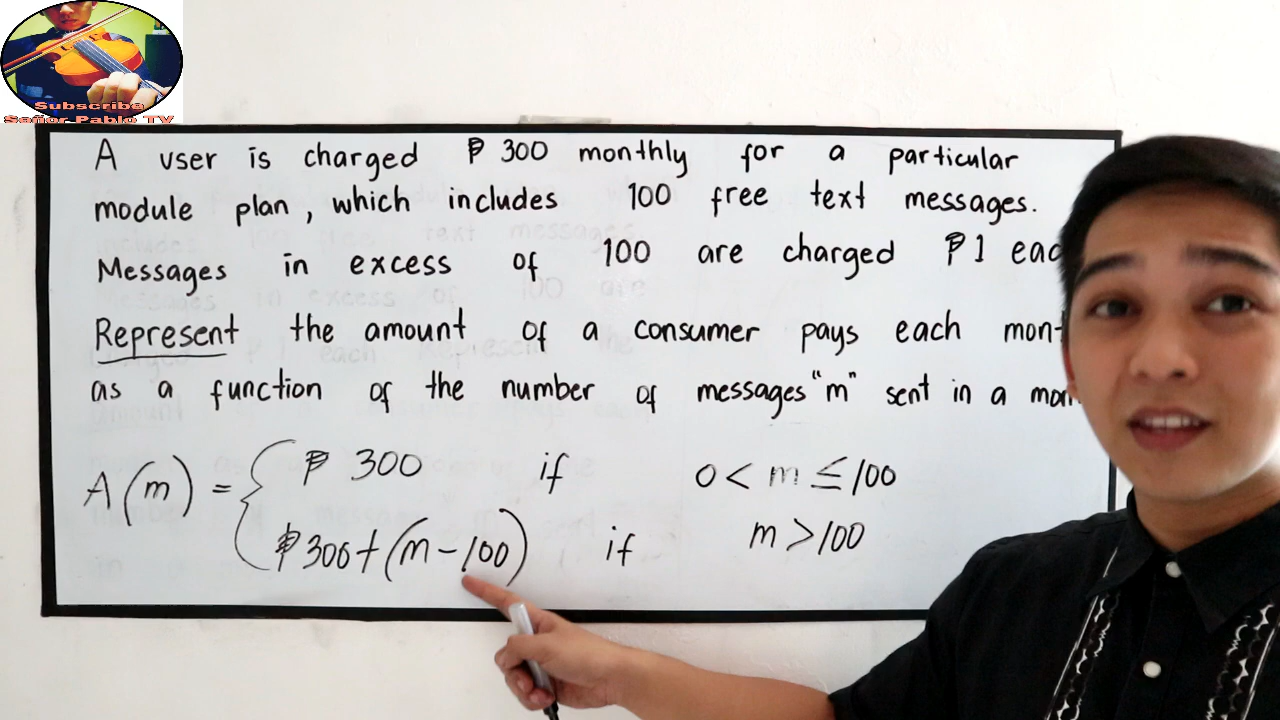 Subscribe
Señor Pablo TV
A user is charged ₱ 300 monthly for a particular
module plan, which includes 100 free text messages.
Messages in excess of 100 are charged ₱1 eac
Represent the amount of a consumer pays each mont
as a function of the number of messages "m" sent in a mon
A(m) = { ₱ 300 if 0 < m ≤ 100
₱300+(m-100) if m > 100